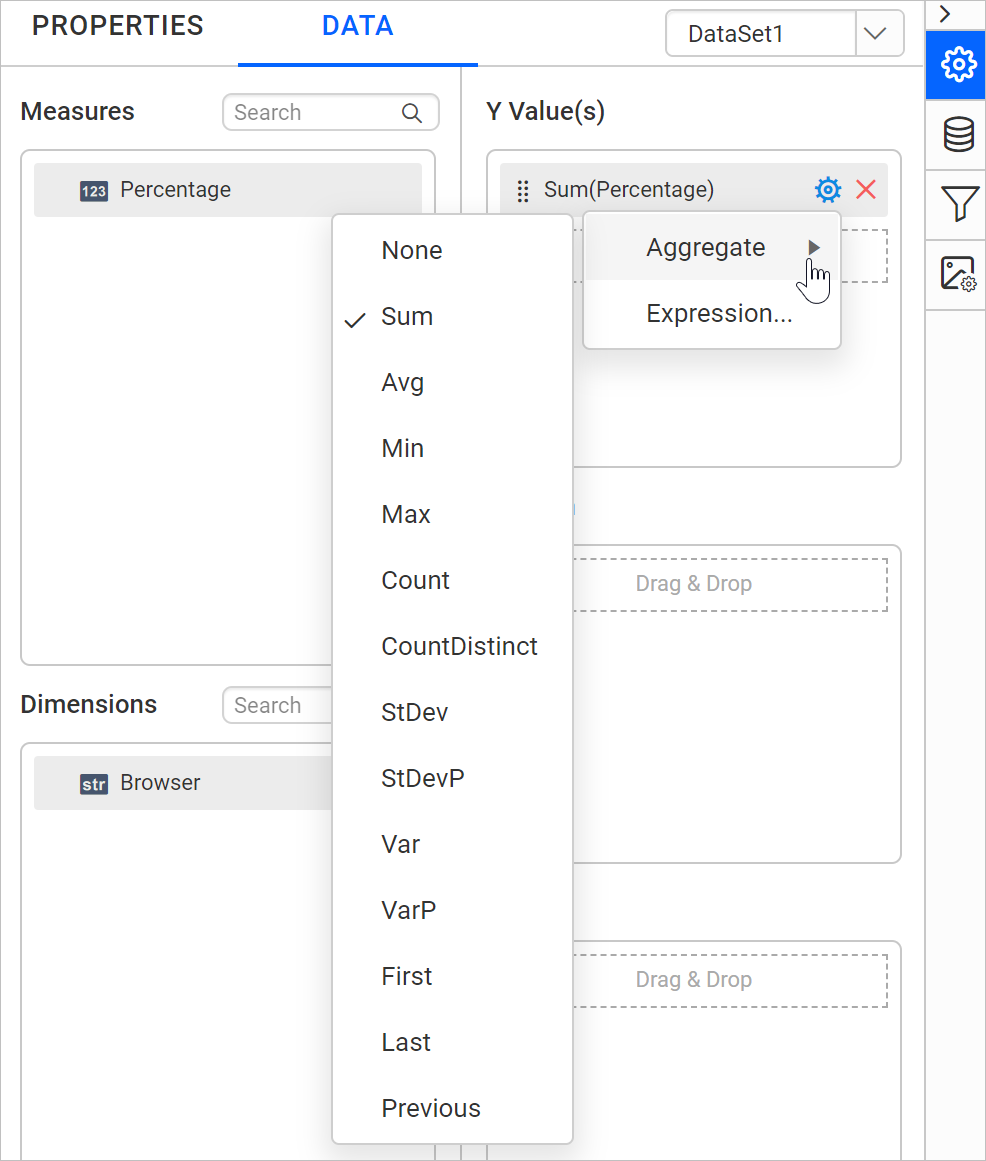 PROPERTIES
DATA
DataSet1
Measures
Search
Y Value(s)
123 Percentage
Sum(Percentage)
None
Sum
Avg
Min
Max
Count
CountDistinct
StDev
StDevP
Var
VarP
First
Last
Previous
Aggregate
Expression...
Drag & Drop
Dimensions
Search
str Browser
Drag & Drop